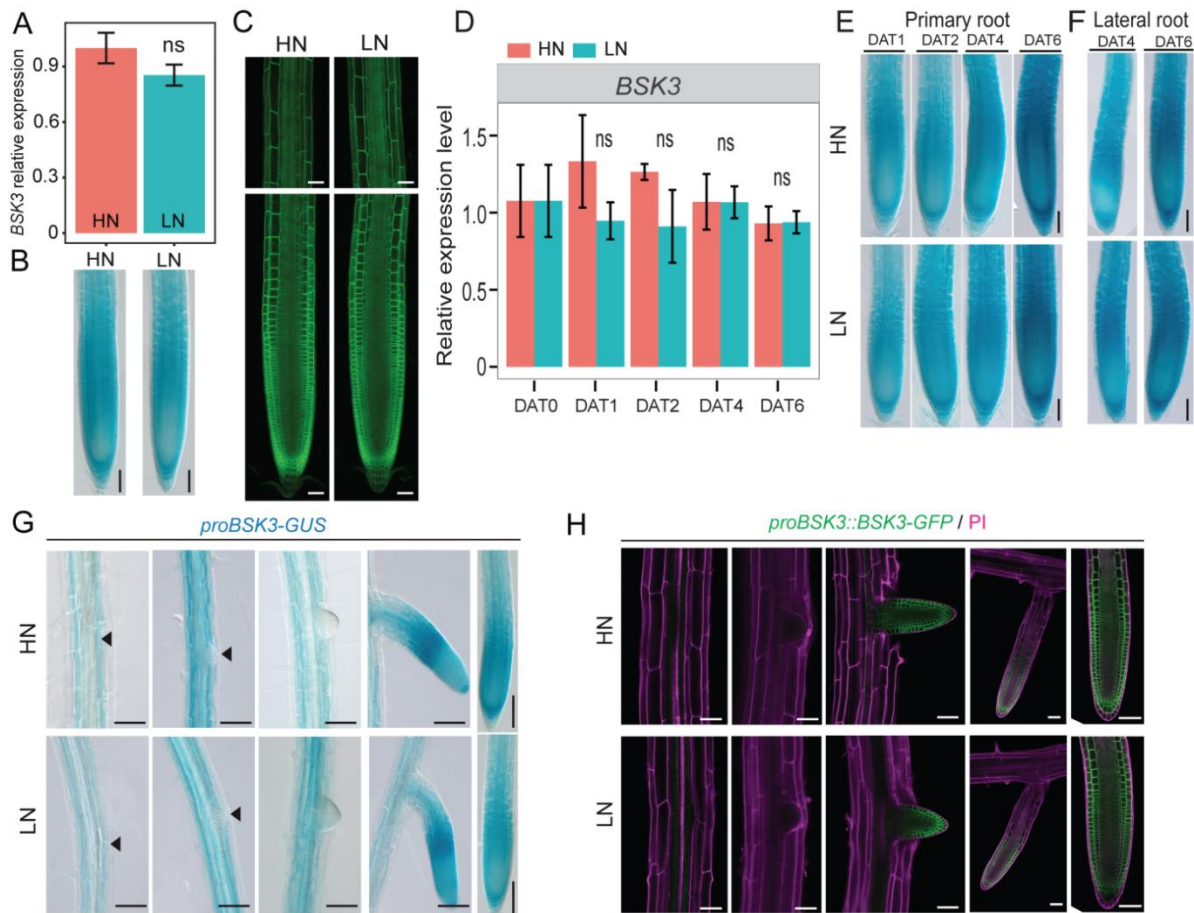 A
BSK3 relative expression
0.9
0.6
0.3
0
ns
HN
LN
B
HN
LN
C
HN
LN
D
HN
LN
BSK3
Relative expression level
1.5
1.0
1.0
0
ns
ns
ns
ns
DAT0
DAT1
DAT2
DAT4
DAT6
E
Primary root
DAT1
DAT2
DAT4
DAT6
HN
LN
F
Lateral root
DAT4
DAT6
G
proBSK3-GUS
HN
LN
H
proBSK3::BSK3-GFP / PI
HN
LN